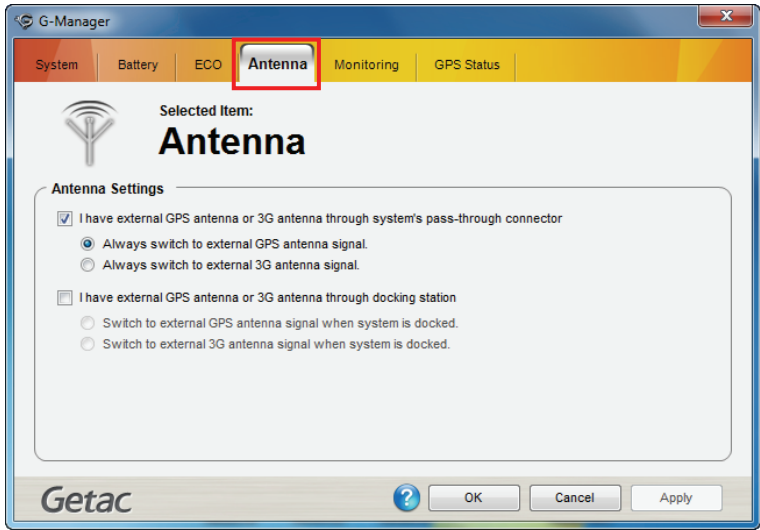 G-Manager
x
System Battery ECO Antenna Monitoring GPS Status
Selected Item:
Antenna
Antenna Settings
I have external GPS antenna or 3G antenna through system's pass-through connector
Always switch to external GPS antenna signal.
Always switch to external 3G antenna signal.
I have external GPS antenna or 3G antenna through docking station
Switch to external GPS antenna signal when system is docked.
Switch to external 3G antenna signal when system is docked.
Getac ? OK Cancel Apply